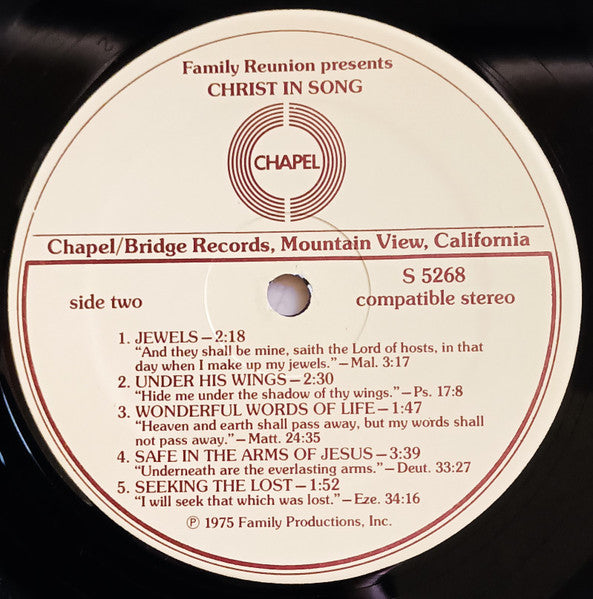 Family Reunion presents
CHRIST IN SONG
CHAPEL
Chapel/Bridge Records, Mountain View, California
side two
S 5268
compatible stereo
1. JEWELS—2:18
“And they shall be mine, saith the Lord of hosts, in that
day when I make up my jewels.”—Mal. 3:17
2. UNDER HIS WINGS—2:30
“Hide me under the shadow of thy wings.”—Ps. 17:8
3. WONDERFUL WORDS OF LIFE—1:47
“Heaven and earth shall pass away, but my words shall
not pass away.”—Matt. 24:35
4. SAFE IN THE ARMS OF JESUS—3:39
“Underneath are the everlasting arms.”—Deut. 33:27
5. SEEKING THE LOST—1:52
“I will seek that which was lost.”—Eze. 34:16
℗ 1975 Family Productions, Inc.